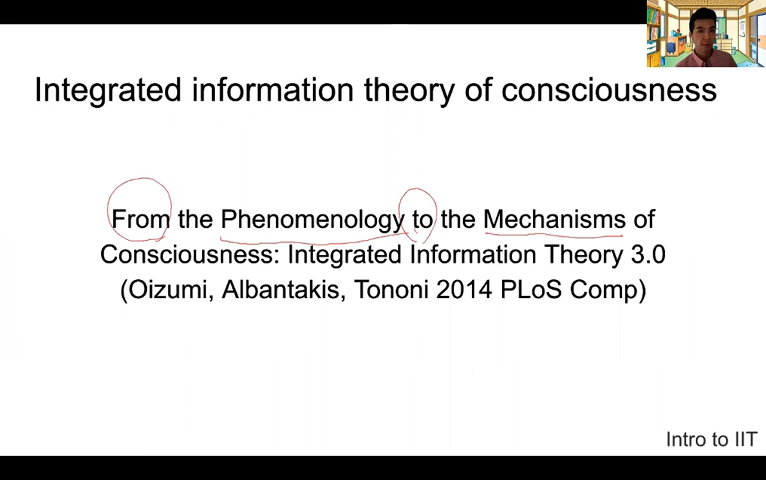 Integrated information theory of consciousness
From the Phenomenology to the Mechanisms of
Consciousness: Integrated Information Theory 3.0
(Oizumi, Albantakis, Tononi 2014 PLoS Comp)
Intro to IIT